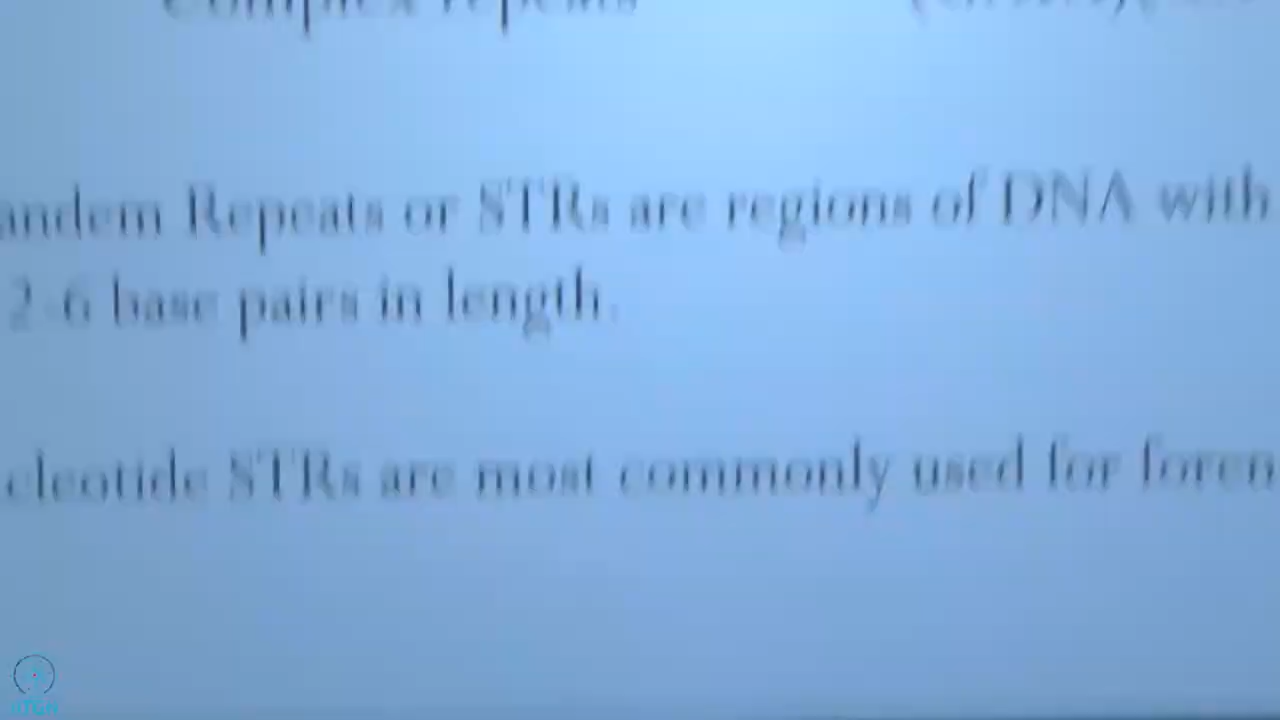 Complex repeats
andem Repeats or STRs are regions of DNA with
2-6 base pairs in length.
cleotide STRs are most commonly used for foren